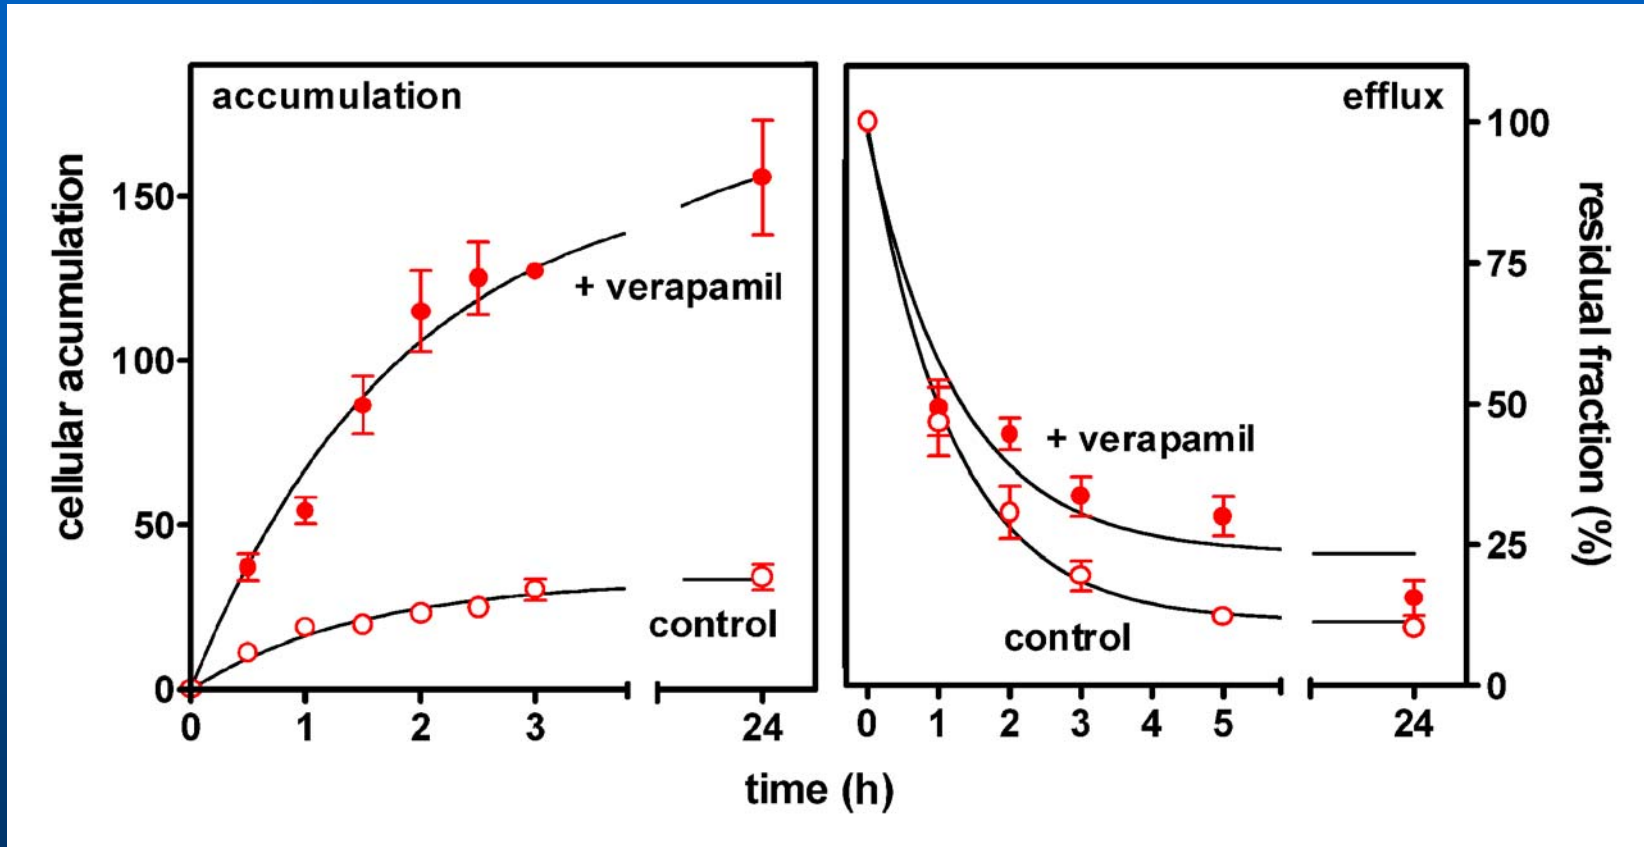 accumulation
cellular acumulation
150
100
50
0
+ verapamil
control
0 1 2 3 24
efflux
100
75
50
25
0
residual fraction (%)
+ verapamil
control
0 1 2 3 4 5 24
time (h)